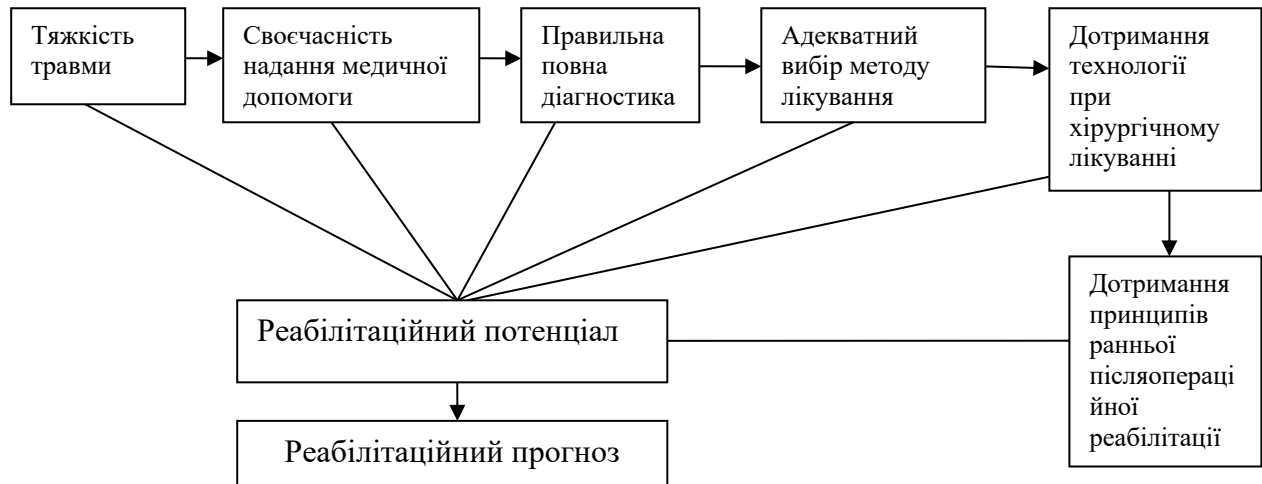 Тяжкість
травми
Своєчасність
надання медичної
допомоги
Правильна
повна
діагностика
Адекватний
вибір методу
лікування
Дотримання
технології
при
хірургічному
лікуванні
Дотримання
принципів
ранньої
післяопераці
йної
реабілітації
Реабілітаційний потенціал
Реабілітаційний прогноз